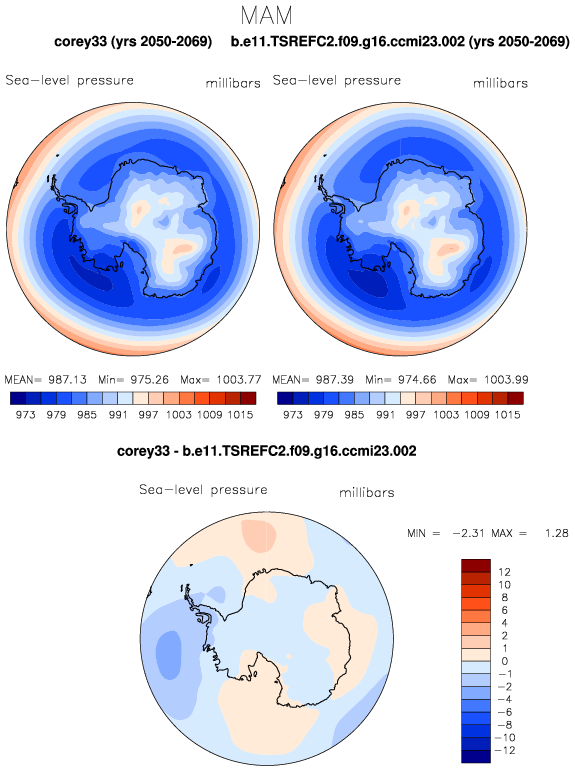 MAM
corey33 (yrs 2050-2069) b.e11.TSREFC2.f09.g16.ccmi23.002 (yrs 2050-2069)
Sea-level pressure millibars Sea-level pressure millibars
MEAN= 987.13 Min= 975.26 Max= 1003.77 MEAN= 987.39 Min= 974.66 Max= 1003.99
973 979 985 991 997 1003 1009 1015 973 979 985 991 997 1003 1009 1015
corey33 - b.e11.TSREFC2.f09.g16.ccmi23.002
Sea-level pressure millibars
MIN = -2.31 MAX = 1.28
12
10
8
6
4
2
1
0
-1
-2
-4
-6
-8
-10
-12